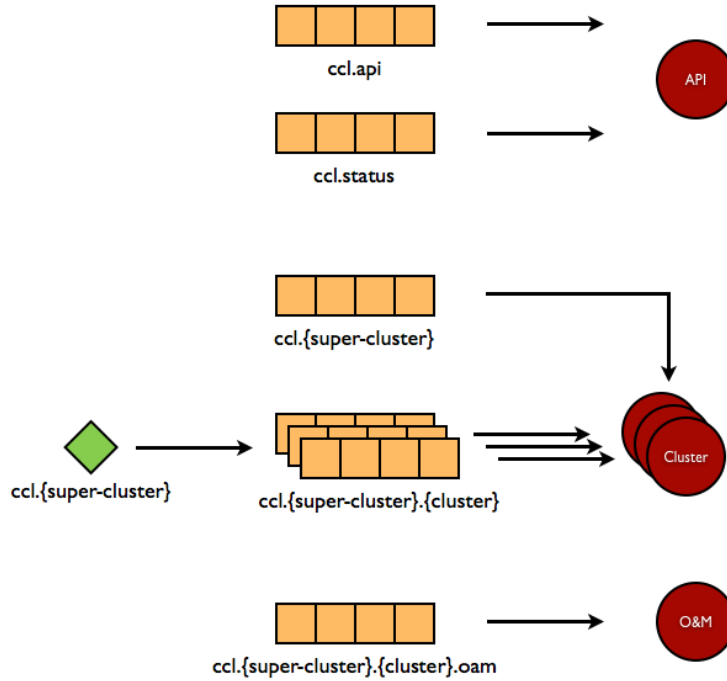 ccl.api
API
ccl.status
ccl.{super-cluster}
Cluster
ccl.{super-cluster}
ccl.{super-cluster}.{cluster}
O&M
ccl.{super-cluster}.{cluster}.oam